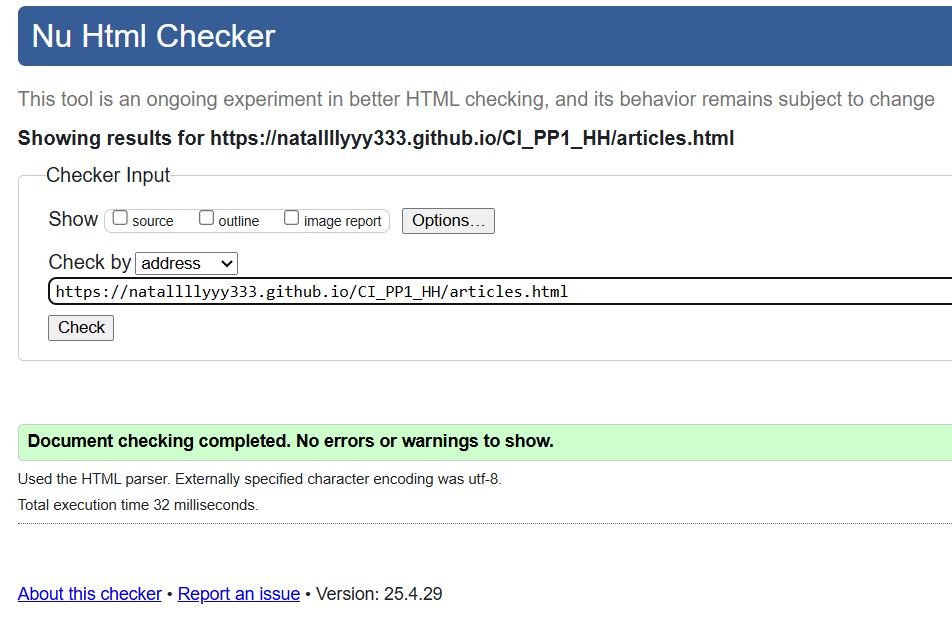 Nu Html Checker
This tool is an ongoing experiment in better HTML checking, and its behavior remains subject to change
Showing results for https://natallllyyy333.github.io/CI_PP1_HH/articles.html
Checker Input
Show source outline image report Options...
Check by address
https://natallllyyy333.github.io/CI_PP1_HH/articles.html
Check
Document checking completed. No errors or warnings to show.
Used the HTML parser. Externally specified character encoding was utf-8.
Total execution time 32 milliseconds.
About this checker • Report an issue • Version: 25.4.29